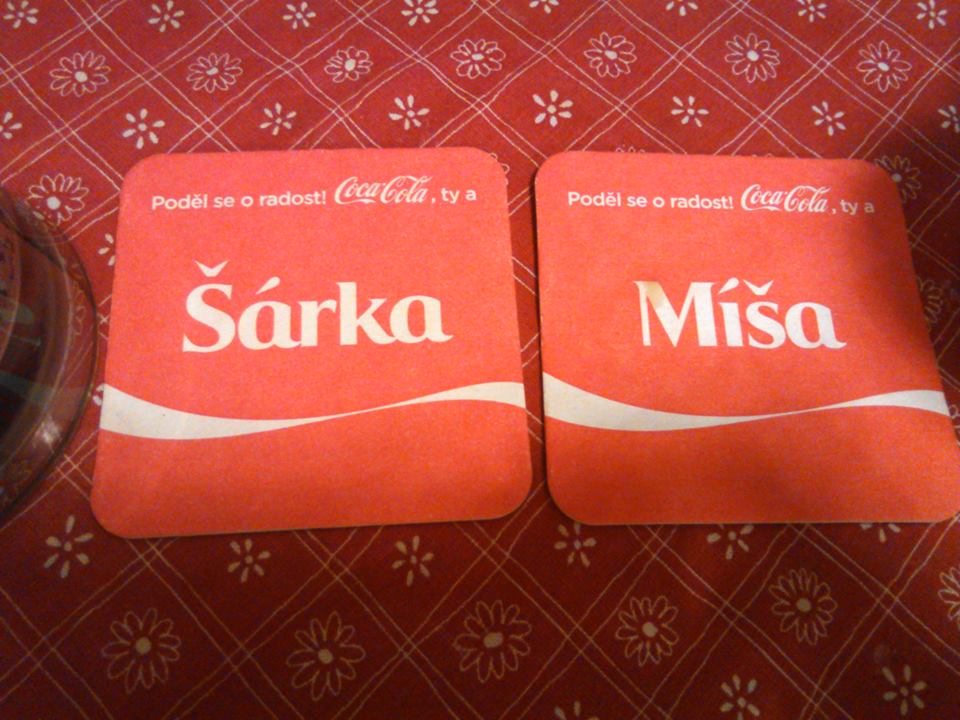 Poděl se o radost! Coca-Cola, ty a
Šárka
Poděl se o radost! Coca-Cola, ty a
Míša